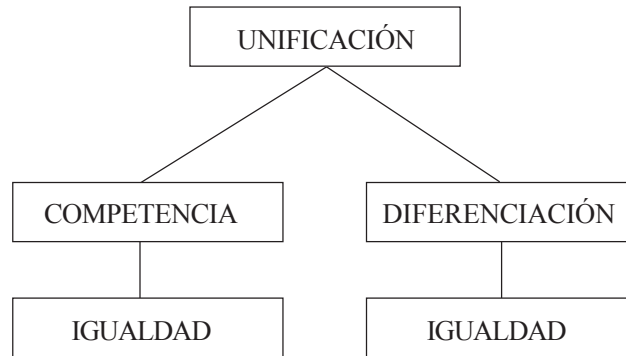 UNIFICACIÓN
COMPETENCIA
DIFERENCIACIÓN
IGUALDAD
IGUALDAD